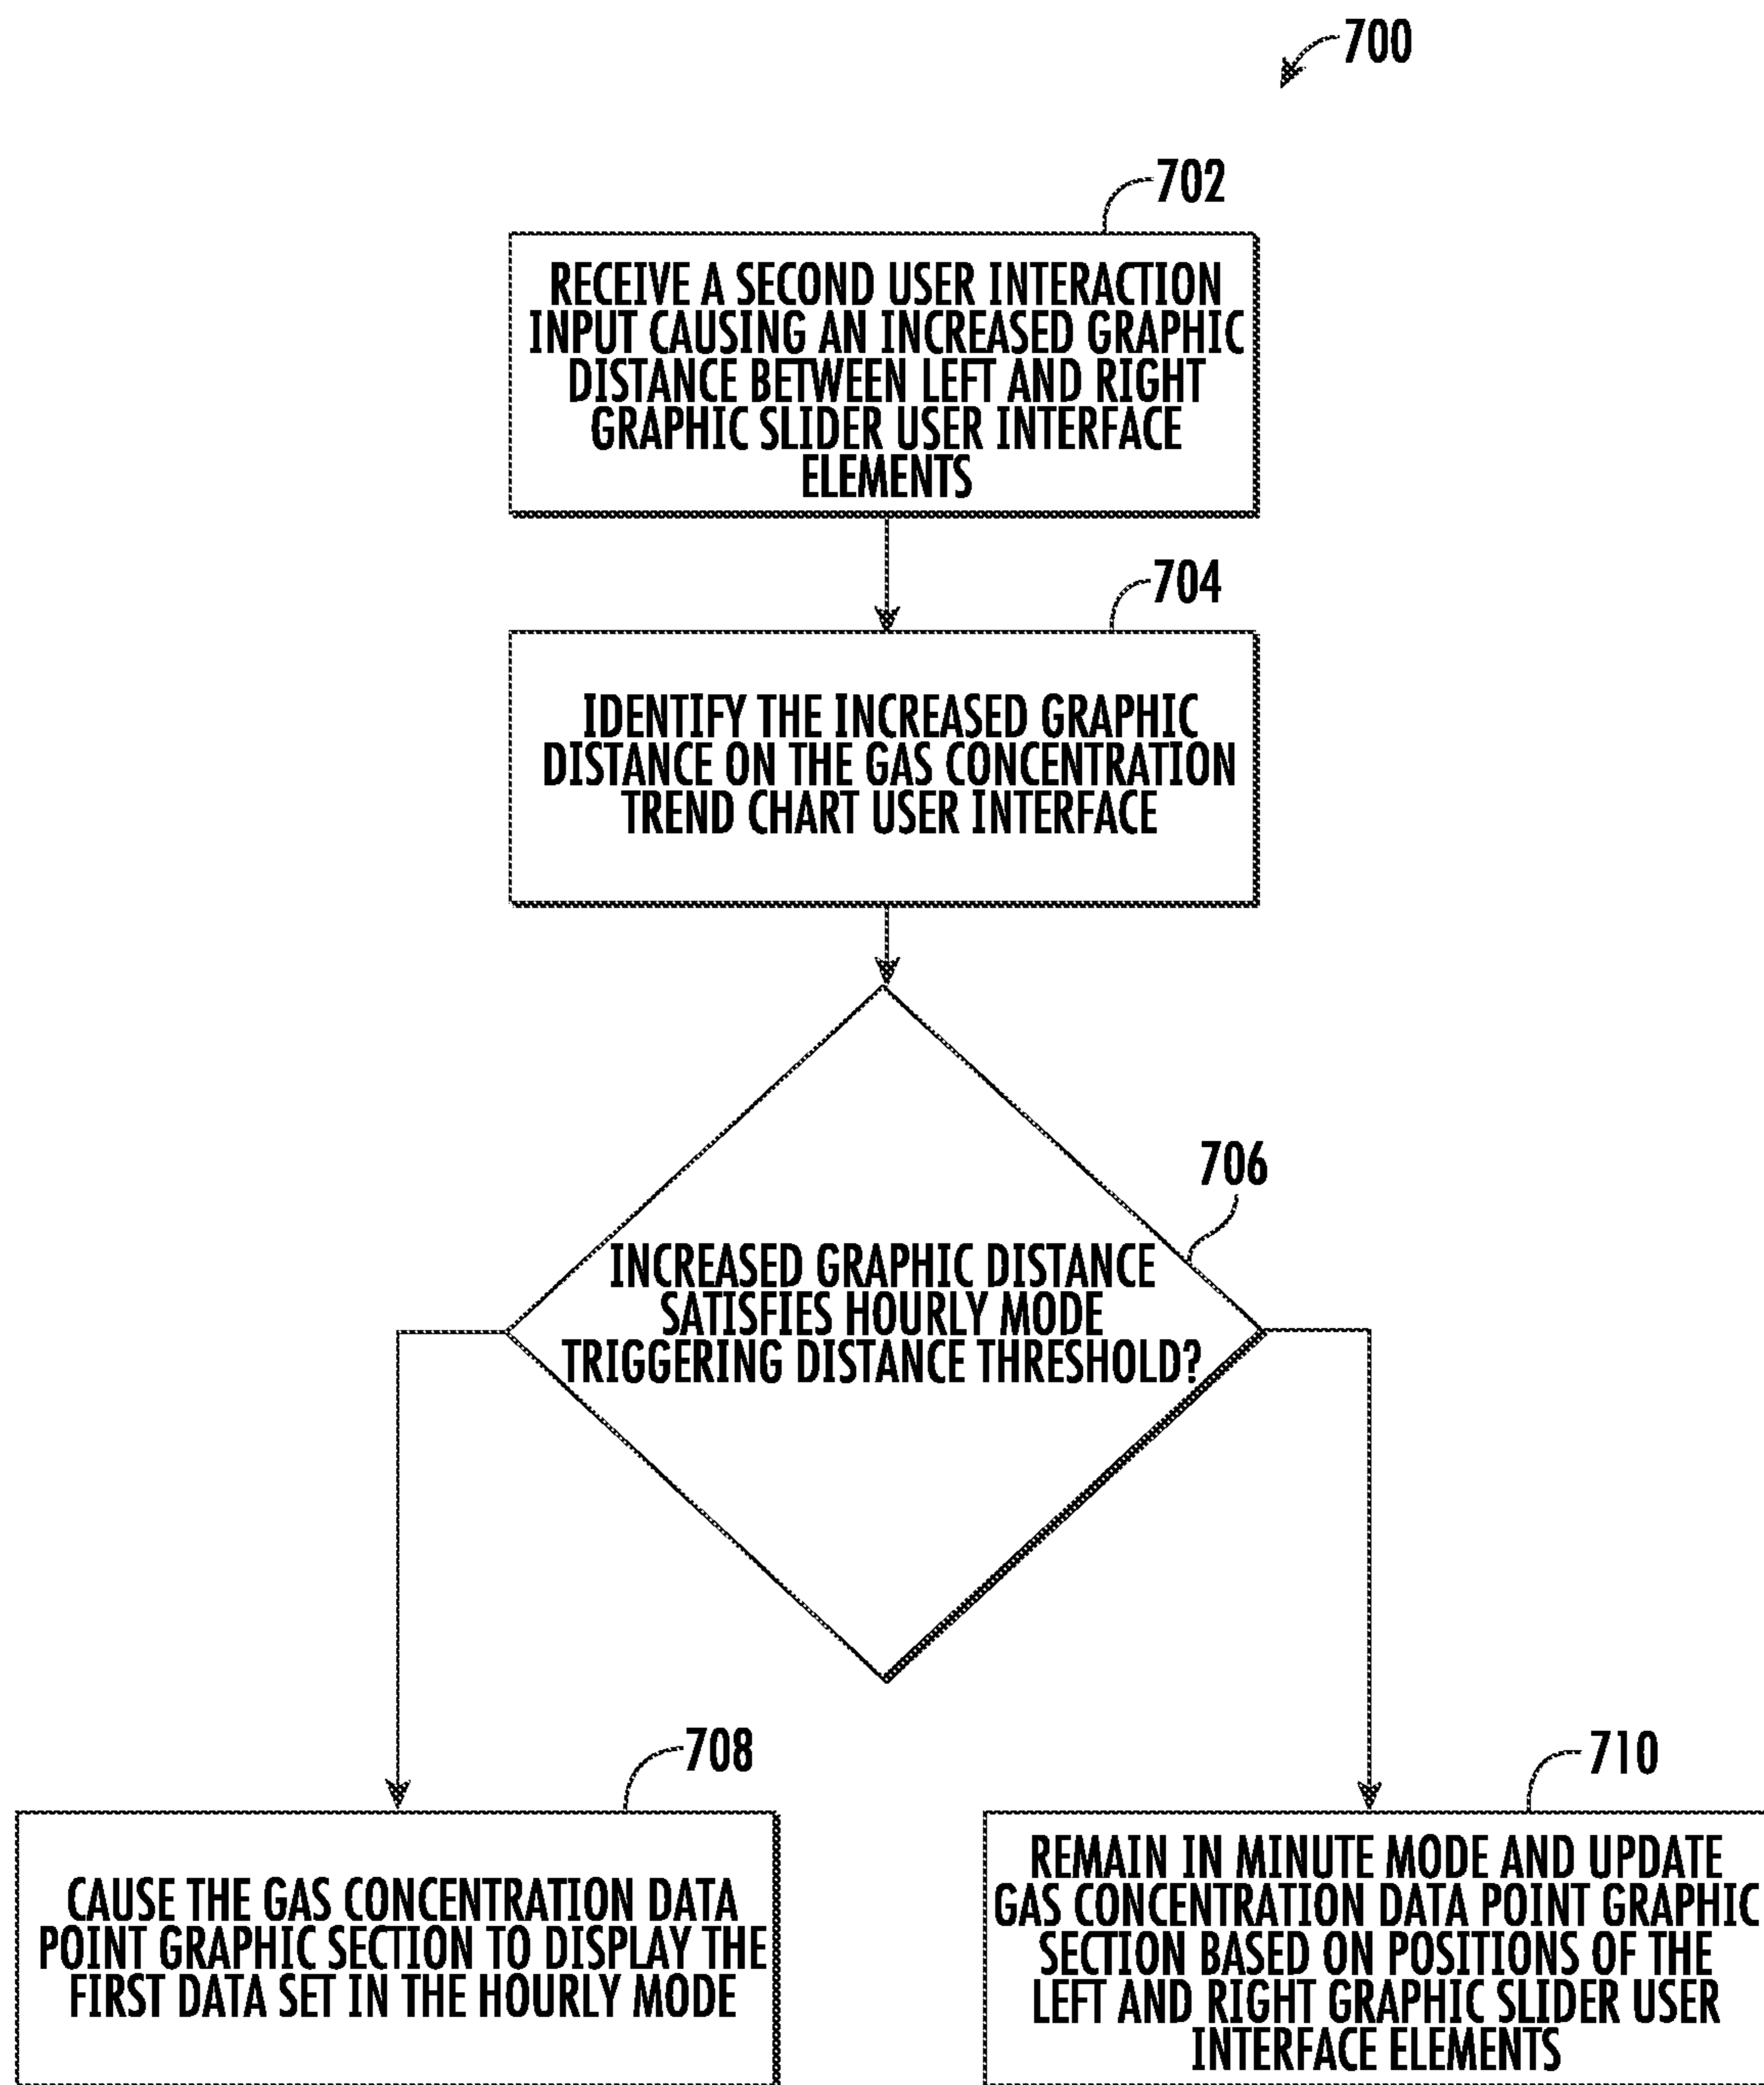 700
702
RECEIVE A SECOND USER INTERACTION
INPUT CAUSING AN INCREASED GRAPHIC
DISTANCE BETWEEN LEFT AND RIGHT
GRAPHIC SLIDER USER INTERFACE
ELEMENTS
704
IDENTIFY THE INCREASED GRAPHIC
DISTANCE ON THE GAS CONCENTRATION
TREND CHART USER INTERFACE
706
INCREASED GRAPHIC DISTANCE
SATISFIES HOURLY MODE
TRIGGERING DISTANCE THRESHOLD?
708
CAUSE THE GAS CONCENTRATION DATA
POINT GRAPHIC SECTION TO DISPLAY THE
FIRST DATA SET IN THE HOURLY MODE
710
REMAIN IN MINUTE MODE AND UPDATE
GAS CONCENTRATION DATA POINT GRAPHIC
SECTION BASED ON POSITIONS OF THE
LEFT AND RIGHT GRAPHIC SLIDER USER
INTERFACE ELEMENTS